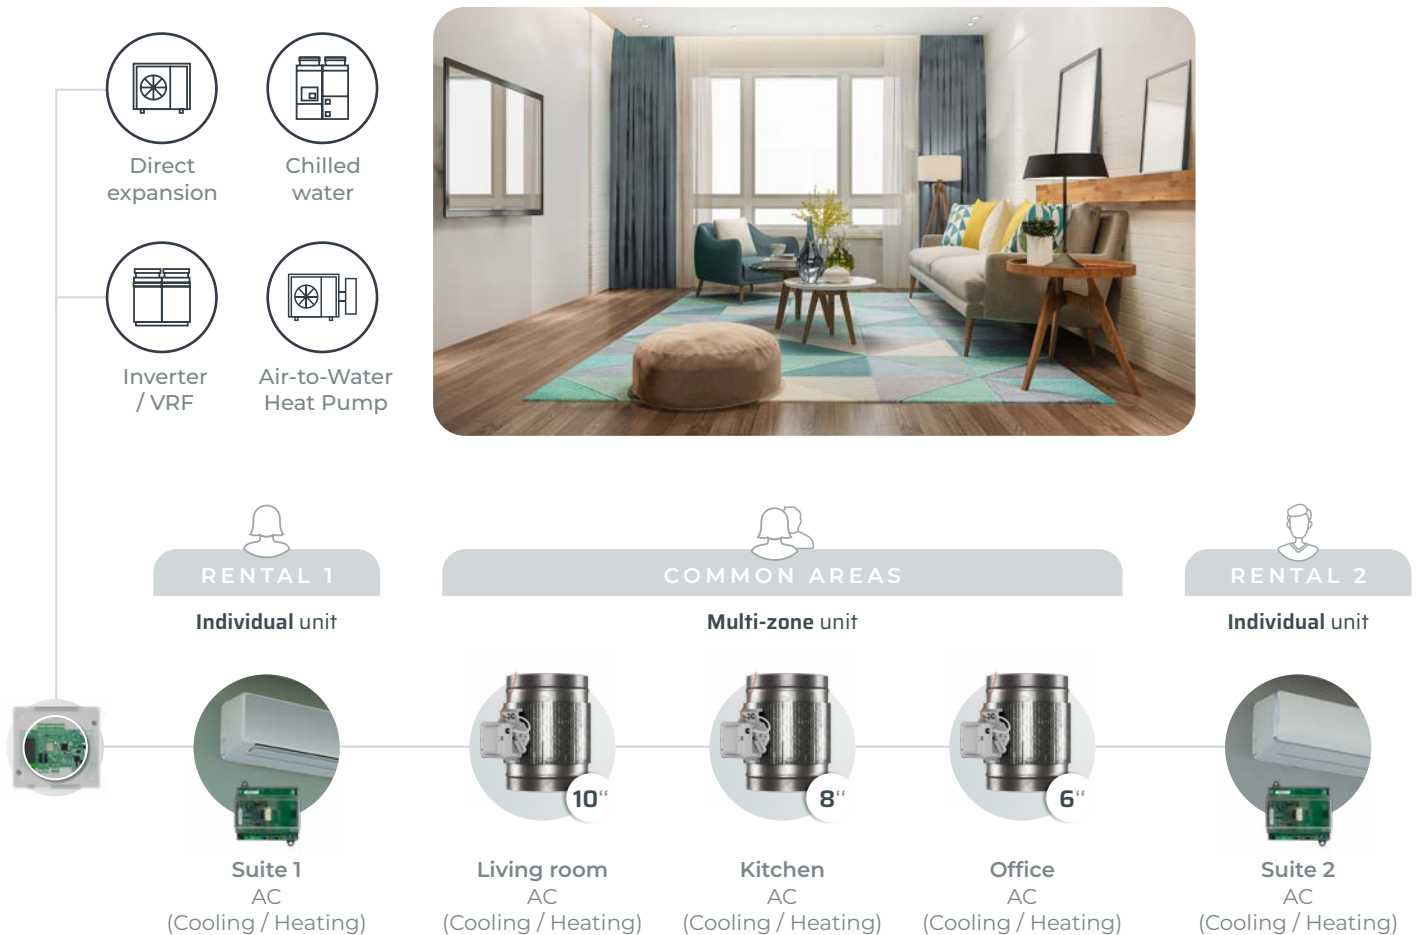 Direct
expansion
Chilled
water
Inverter
/ VRF
Air-to-Water
Heat Pump
RENTAL 1
COMMON AREAS
RENTAL 2
Individual unit
Multi-zone unit
Individual unit
10“
8“
6“
Suite 1
AC
(Cooling / Heating)
Living room
AC
(Cooling / Heating)
Kitchen
AC
(Cooling / Heating)
Office
AC
(Cooling / Heating)
Suite 2
AC
(Cooling / Heating)